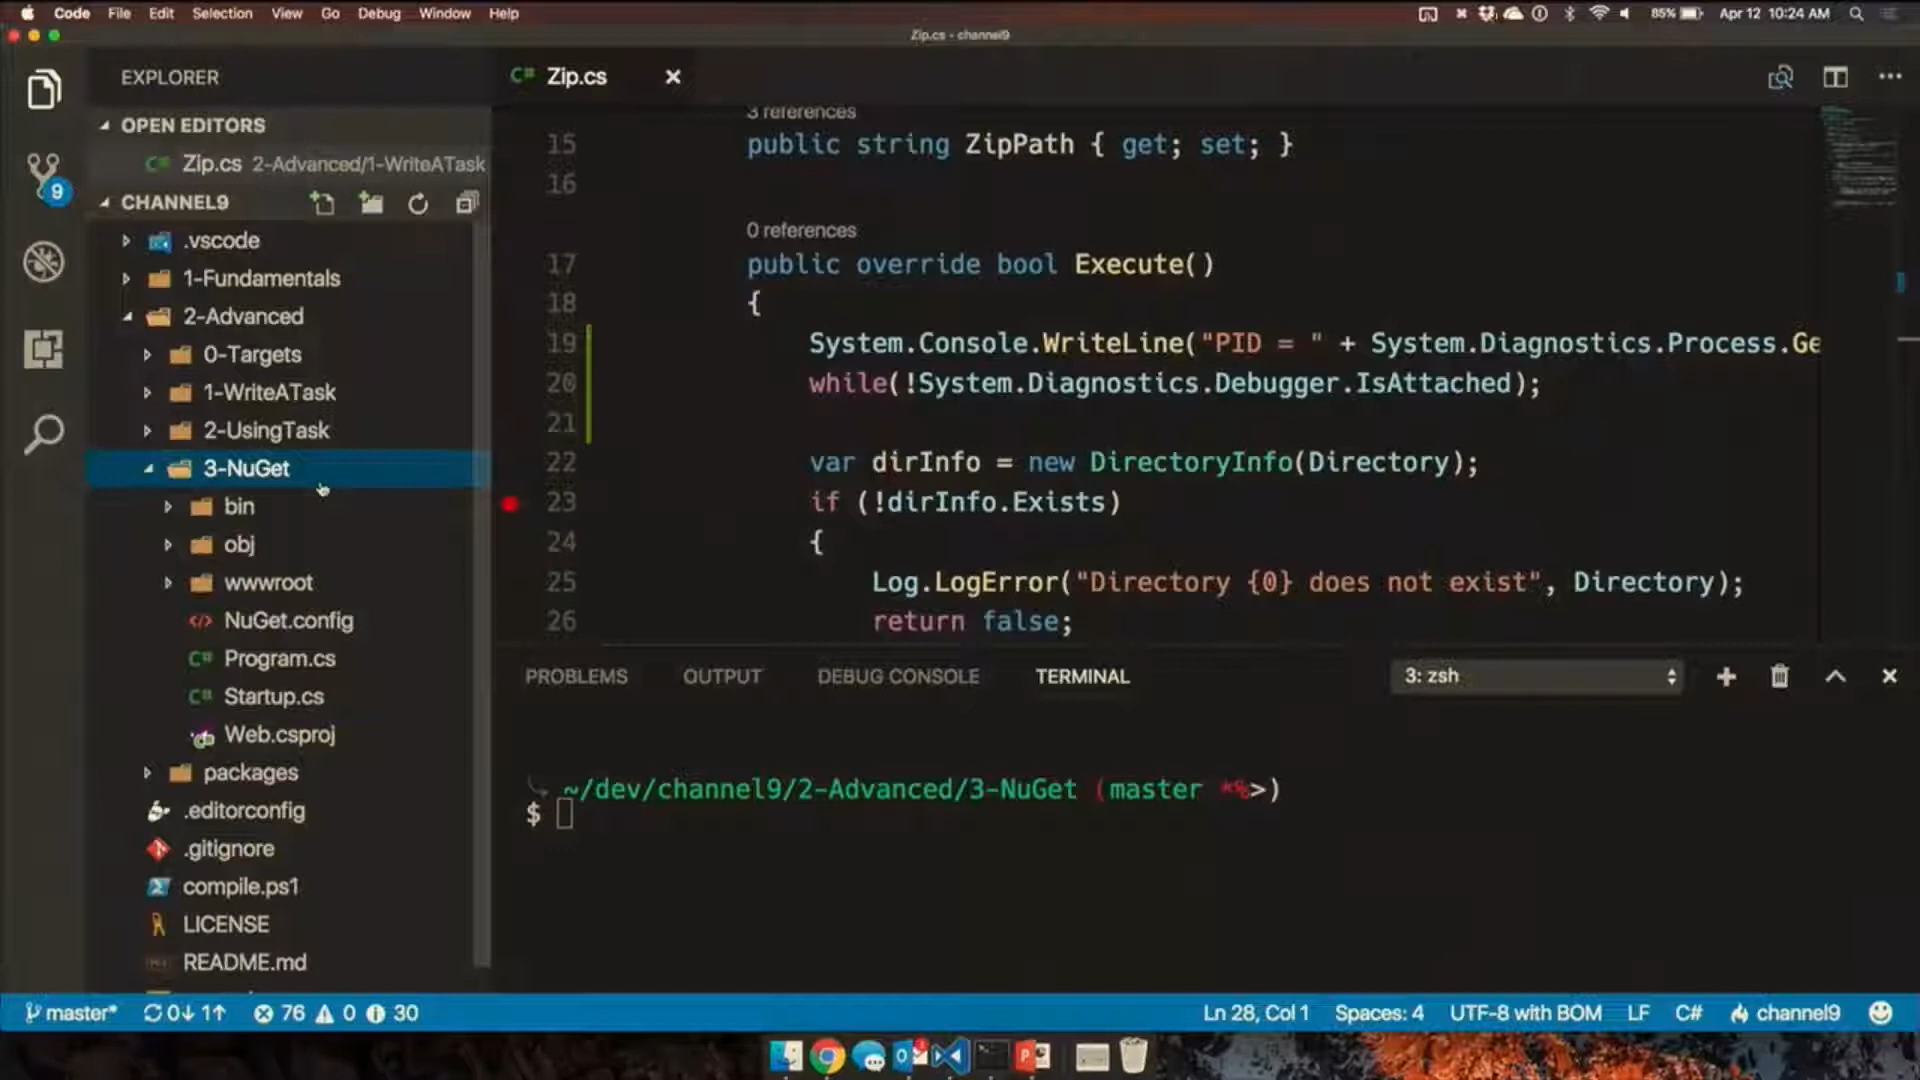 Code File Edit Selection View Go Debug Window Help
85% Apr 12 10:24 AM
Zip.cs - channel9
EXPLORER
OPEN EDITORS
C# Zip.cs 2-Advanced/1-WriteATask
CHANNEL9
9
.vscode
1-Fundamentals
2-Advanced
0-Targets
1-WriteATask
2-UsingTask
3-NuGet
bin
obj
wwwroot
NuGet.config
C# Program.cs
C# Startup.cs
Web.csproj
packages
.editorconfig
.gitignore
compile.ps1
LICENSE
README.md
C# Zip.cs
3 references
15 public string ZipPath { get; set; }
16
0 references
17 public override bool Execute()
18 {
19 System.Console.WriteLine("PID = " + System.Diagnostics.Process.Ge
20 while(!System.Diagnostics.Debugger.IsAttached);
21
22 var dirInfo = new DirectoryInfo(Directory);
23 if (!dirInfo.Exists)
24 {
25 Log.LogError("Directory {0} does not exist", Directory);
26 return false;
PROBLEMS OUTPUT DEBUG CONSOLE TERMINAL 3: zsh
~/dev/channel9/2-Advanced/3-NuGet (master *%>)
$
master* 0↓ 1↑ 76 0 30 Ln 28, Col 1 Spaces: 4 UTF-8 with BOM LF C# channel9